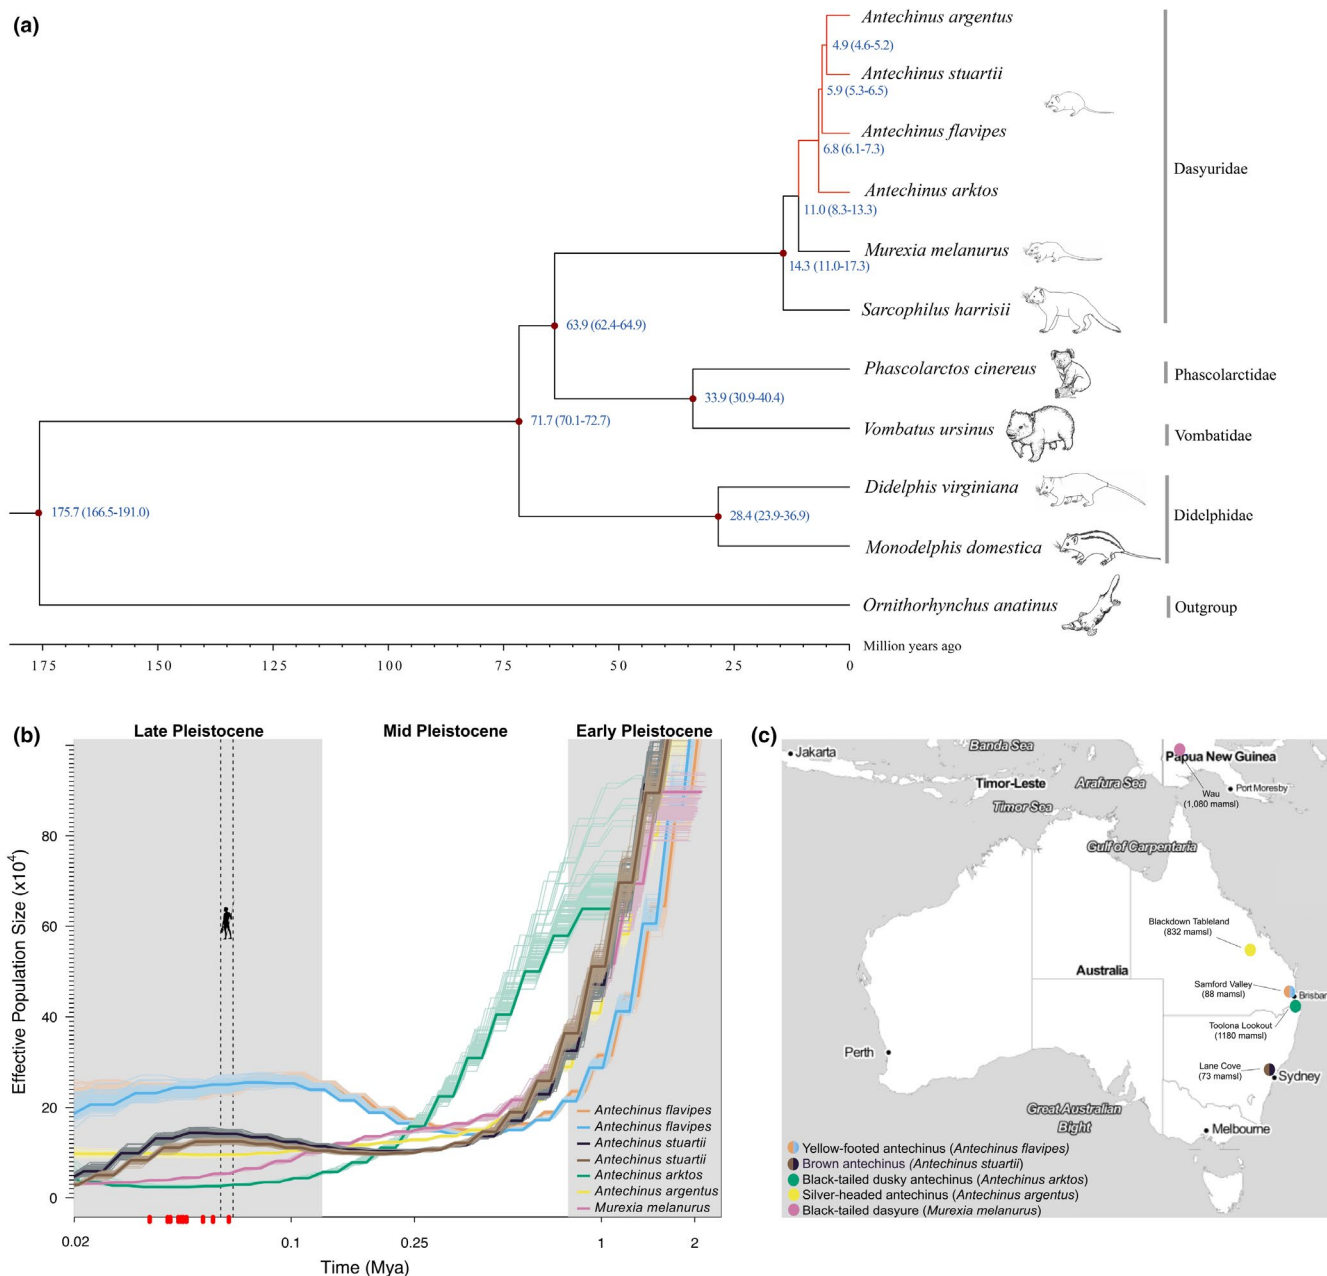 (a)
Antechinus argentus
4.9 (4.6-5.2)
Antechinus stuartii
5.9 (5.3-6.5)
Antechinus flavipes
6.8 (6.1-7.3)
Dasyuridae
Antechinus arktos
11.0 (8.3-13.3)
Murexia melanurus
14.3 (11.0-17.3)
Sarcophilus harrisii
63.9 (62.4-64.9)
Phascolarctos cinereus
Phascolarctidae
33.9 (30.9-40.4)
71.7 (70.1-72.7)
Vombatus ursinus
Vombatidae
Didelphis virginiana
175.7 (166.5-191.0)
28.4 (23.9-36.9)
Didelphidae
Monodelphis domestica
Ornithorhynchus anatinus
Outgroup
Million years ago
175 150 125 100 75 50 25 0
(b)
Late Pleistocene Mid Pleistocene Early Pleistocene
Effective Population Size (x10⁴)
80
60
40
20
0
Antechinus flavipes
Antechinus flavipes
Antechinus stuartii
Antechinus stuartii
Antechinus arktos
Antechinus argentus
Murexia melanurus
0.02 0.1 0.25 1 2
Time (Mya)
(c)
Jakarta
Banda Sea
Papua New Guinea
Timor-Leste
Arafura Sea
Port Moresby
Wau
(1,080 mamsl)
Timor Sea
Gulf of Carpentaria
Blackdown Tableland
(832 mamsl)
Australia
Samford Valley
(88 mamsl)
Brisban
Toolona Lookout
(1180 mamsl)
Perth
Lane Cove
(73 mamsl)
Sydney
Great Australian
Bight
Melbourne
Yellow-footed antechinus (Antechinus flavipes)
Brown antechinus (Antechinus stuartii)
Black-tailed dusky antechinus (Antechinus arktos)
Silver-headed antechinus (Antechinus argentus)
Black-tailed dasyure (Murexia melanurus)